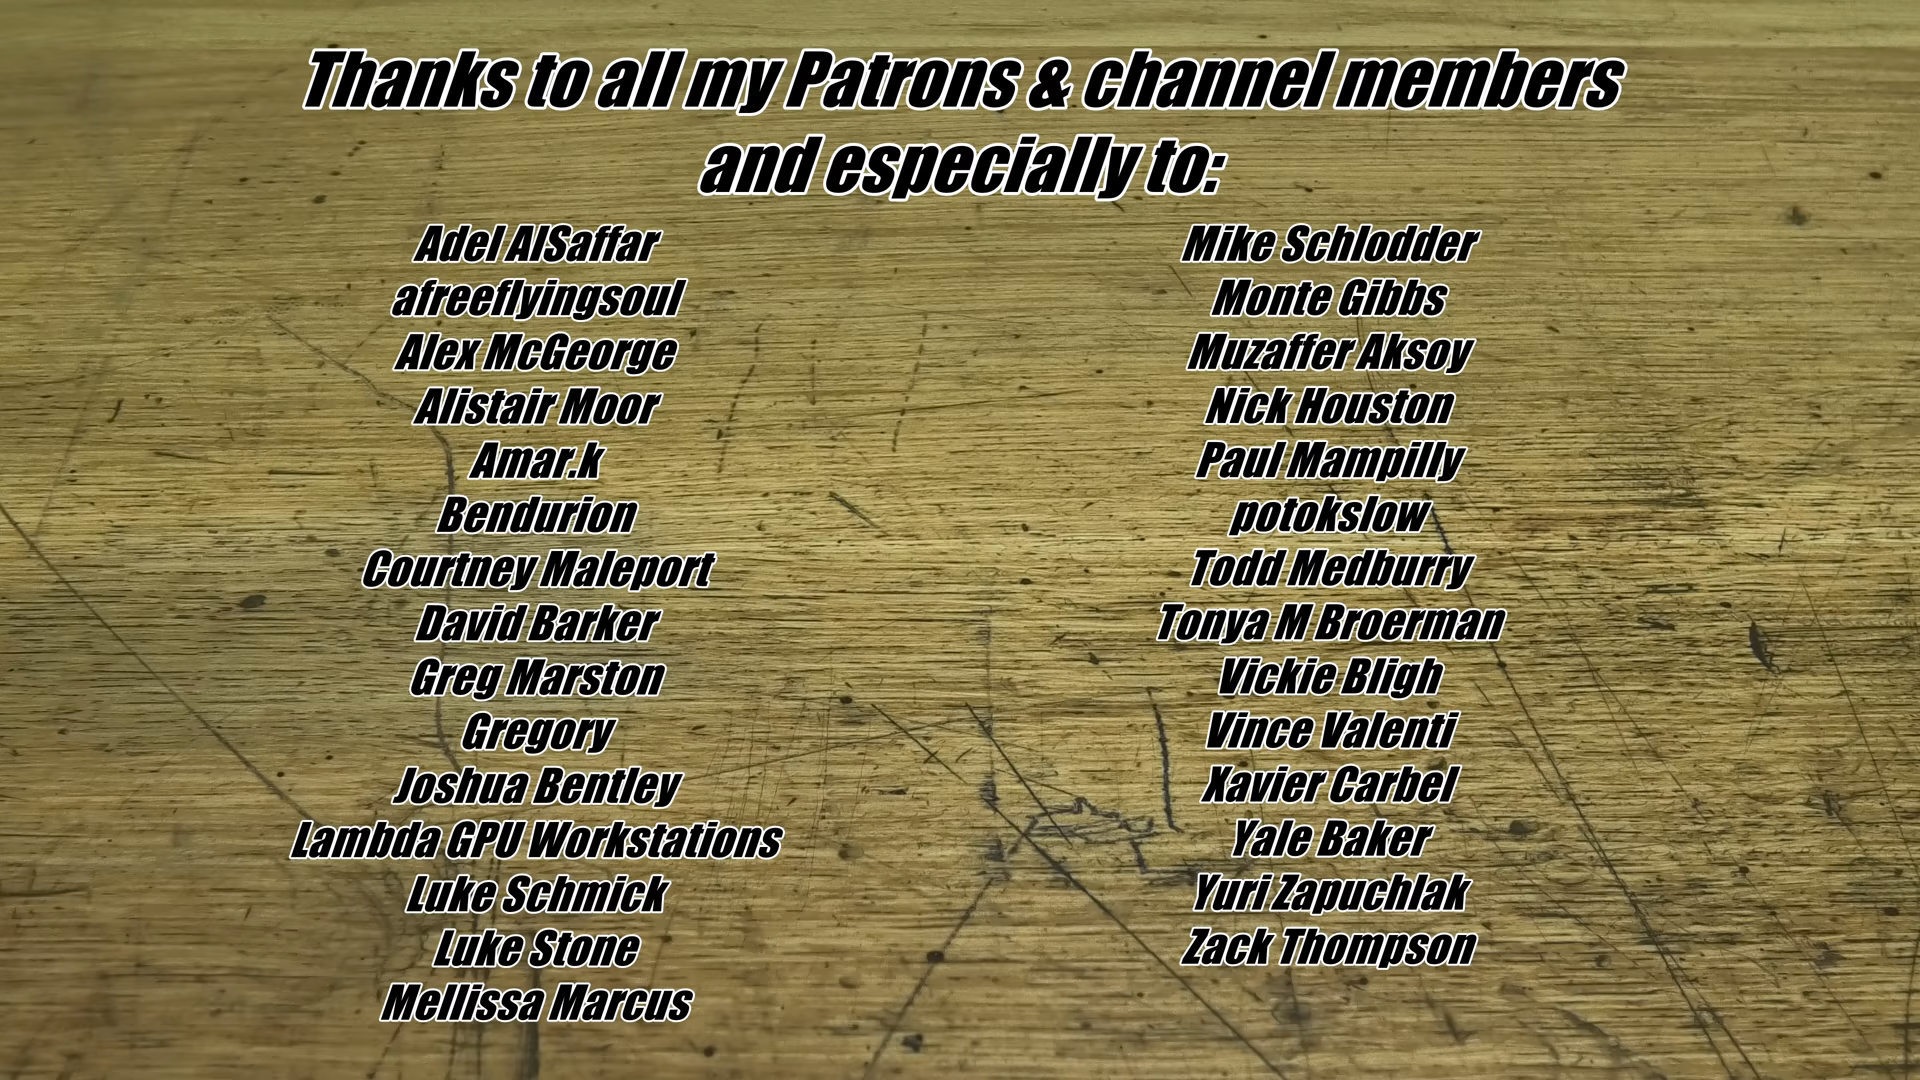 Thanks to all my Patrons & channel members
and especially to:
Adel AlSaffar
afreeflyingsoul
Alex McGeorge
Alistair Moor
Amar.k
Bendurion
Courtney Maleport
David Barker
Greg Marston
Gregory
Joshua Bentley
Lambda GPU Workstations
Luke Schmick
Luke Stone
Mellissa Marcus
Mike Schlodder
Monte Gibbs
Muzaffer Aksoy
Nick Houston
Paul Mampilly
potokslow
Todd Medburry
Tonya M Broerman
Vickie Bligh
Vince Valenti
Xavier Carbel
Yale Baker
Yuri Zapuchlak
Zack Thompson